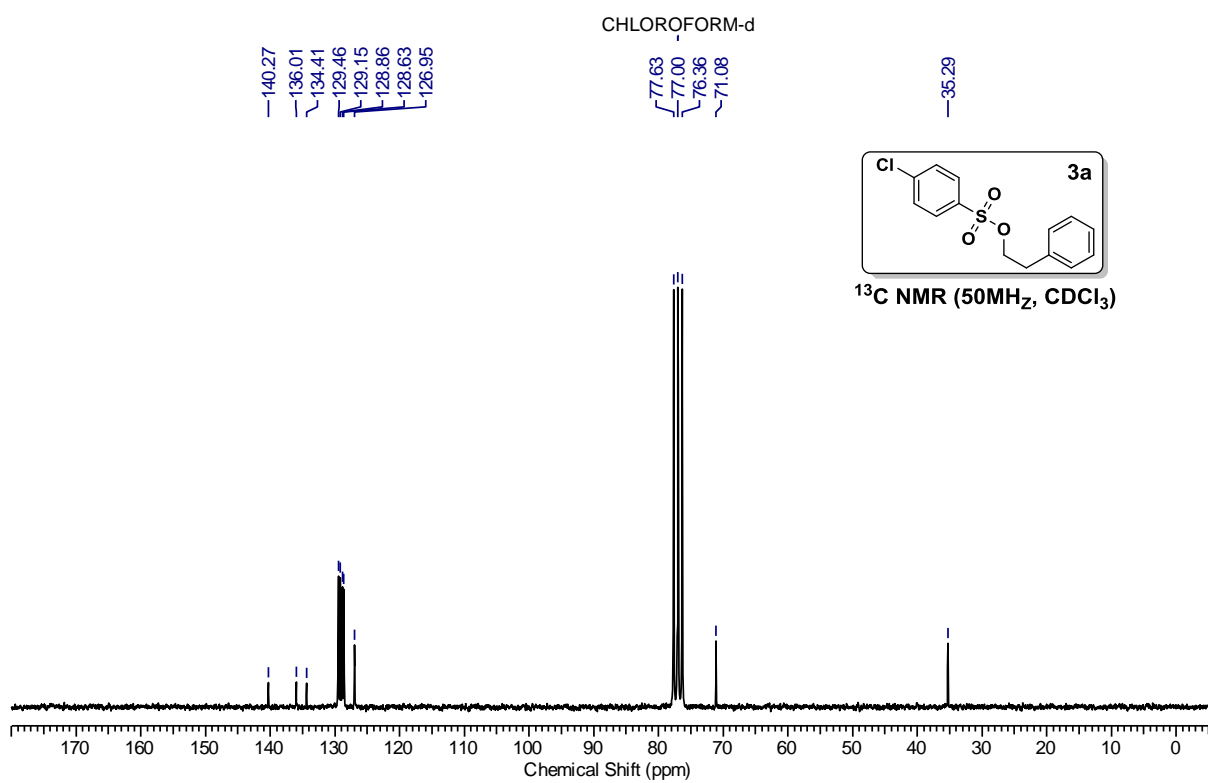 CHLOROFORM-d
140.27
136.01
134.41
129.46
129.15
128.86
128.63
126.95
77.63
77.00
76.36
71.08
35.29
Cl
3a
O
S
O
O
¹³C NMR (50MHZ, CDCl₃)
170 160 150 140 130 120 110 100 90 80 70 60 50 40 30 20 10 0
Chemical Shift (ppm)